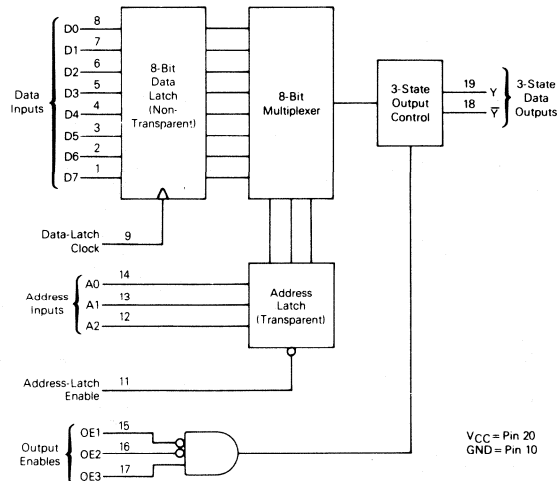 Data
Inputs
D0 8
D1 7
D2 6
D3 5
D4 4
D5 3
D6 2
D7 1
8-Bit
Data
Latch
(Non-
Transparent)
8-Bit
Multiplexer
3-State
Output
Control
19 Y
18 Y̅
3-State
Data
Outputs
Data-Latch
Clock
9
Address
Inputs
A0 14
A1 13
A2 12
Address
Latch
(Transparent)
Address-Latch
Enable
11
Output
Enables
OE1 15
OE2 16
OE3 17
VCC = Pin 20
GND = Pin 10